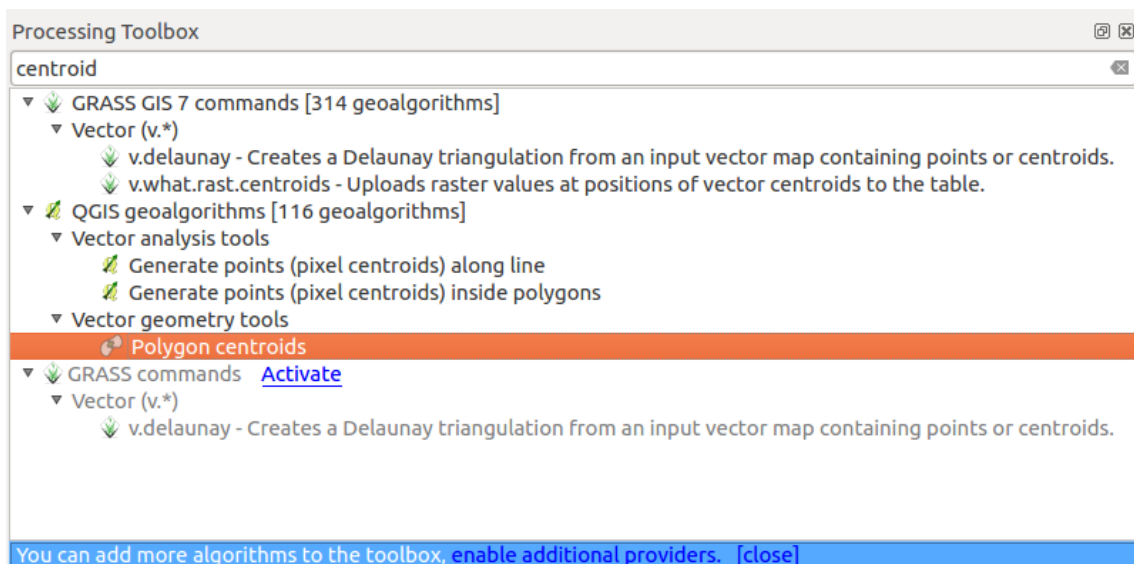 Processing Toolbox
centroid
GRASS GIS 7 commands [314 geoalgorithms]
Vector (v.*)
v.delaunay - Creates a Delaunay triangulation from an input vector map containing points or centroids.
v.what.rast.centroids - Uploads raster values at positions of vector centroids to the table.
QGIS geoalgorithms [116 geoalgorithms]
Vector analysis tools
Generate points (pixel centroids) along line
Generate points (pixel centroids) inside polygons
Vector geometry tools
Polygon centroids
GRASS commands Activate
Vector (v.*)
v.delaunay - Creates a Delaunay triangulation from an input vector map containing points or centroids.
You can add more algorithms to the toolbox, enable additional providers. [close]